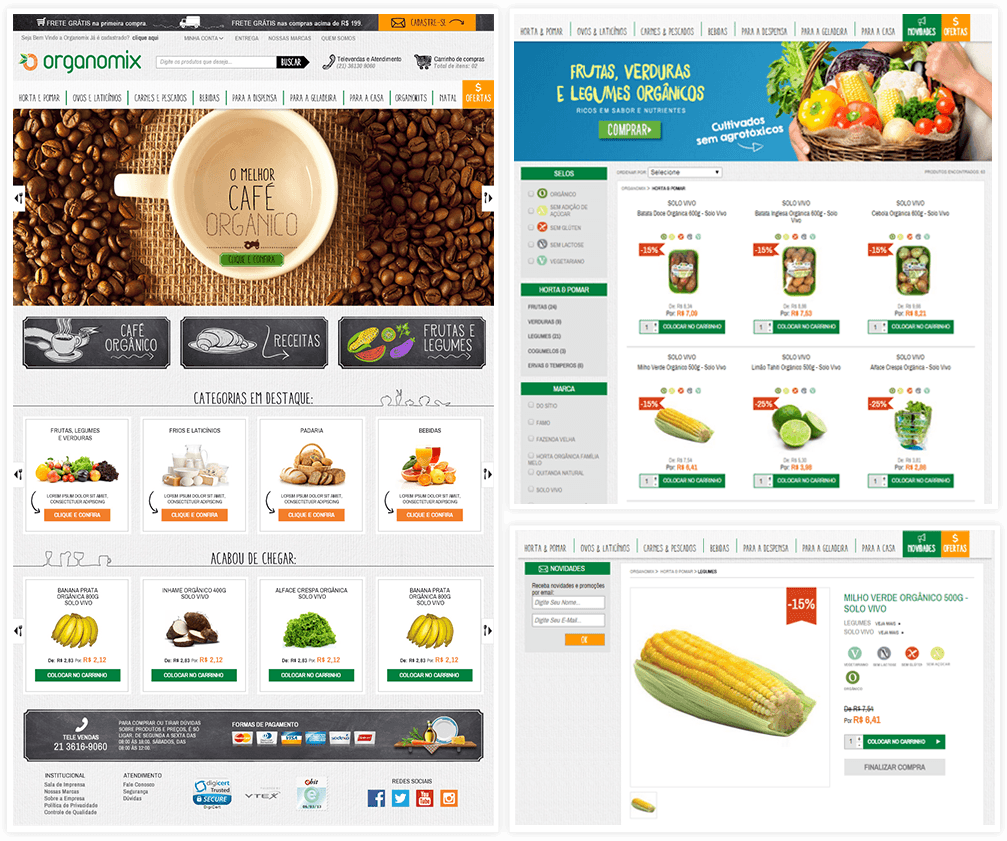 FRETE GRÁTIS na primeira compra.
FRETE GRÁTIS nas compras acima de R$ 199.
CADASTRE-SE
Seja Bem Vindo a Organomix Já é cadastrado? clique aqui
MINHA CONTA
ENTREGA
NOSSAS MARCAS
QUEM SOMOS
organomix
Digite os produtos que deseja...
BUSCAR
Televendas e Atendimento
(21) 36130 9060
Carrinho de compras
Total de itens: 02
HORTA E POMAR
OVOS E LATICÍNIOS
CARNES E PESCADOS
BEBIDAS
PARA A DISPENSA
PARA A GELADEIRA
PARA A CASA
ORGANOKITS
NATAL
$
OFERTAS
O MELHOR
CAFÉ
ORGÂNICO
CLIQUE E CONFIRA
CAFÉ
ORGÂNICO
RECEITAS
FRUTAS E
LEGUMES
CATEGORIAS EM DESTAQUE:
FRUTAS, LEGUMES
E VERDURAS
LOREM IPSUM DOLOR SIT AMET,
CONSECTETUER ADIPISCING
CLIQUE E CONFIRA
FRIOS E LATICÍNIOS
LOREM IPSUM DOLOR SIT AMET,
CONSECTETUER ADIPISCING
CLIQUE E CONFIRA
PADARIA
LOREM IPSUM DOLOR SIT AMET,
CONSECTETUER ADIPISCING
CLIQUE E CONFIRA
BEBIDAS
LOREM IPSUM DOLOR SIT AMET,
CONSECTETUER ADIPISCING
CLIQUE E CONFIRA
ACABOU DE CHEGAR:
BANANA PRATA
ORGÂNICA 800G
SOLO VIVO
De: R$ 2,83 Por: R$ 2,12
COLOCAR NO CARRINHO
INHAME ORGÂNICO 400G
SOLO VIVO
De: R$ 2,83 Por: R$ 2,12
COLOCAR NO CARRINHO
ALFACE CRESPA ORGÂNICA
SOLO VIVO
De: R$ 2,83 Por: R$ 2,12
COLOCAR NO CARRINHO
BANANA PRATA
ORGÂNICA 800G
SOLO VIVO
De: R$ 2,83 Por: R$ 2,12
COLOCAR NO CARRINHO
TELE VENDAS
21 3616-9060
PARA COMPRAR OU TIRAR DÚVIDAS
SOBRE PRODUTOS E PREÇOS, É SÓ
LIGAR, DE SEGUNDA A SEXTA DAS
08:00 ÀS 18:00. SÁBADOS, DAS
08:00 ÀS 12:00
FORMAS DE PAGAMENTO
VISA
INSTITUCIONAL
Sala de Imprensa
Nossas Marcas
Sobre a Empresa
Política de Privacidade
Controle de Qualidade
ATENDIMENTO
Fale Conosco
Segurança
Dúvidas
digicert
Trusted
SECURE
DigiCert
VTEX
ebit
REDES SOCIAIS
You
Tube
HORTA & POMAR
OVOS & LATICÍNIOS
CARNES & PESCADOS
BEBIDAS
PARA A DESPENSA
PARA A GELADEIRA
PARA A CASA
NOVIDADES
$
OFERTAS
FRUTAS, VERDURAS
E LEGUMES ORGÂNICOS
RICOS EM SABOR E NUTRIENTES
COMPRAR
Cultivados
sem agrotóxicos
SELOS
ORGÂNICO
SEM ADIÇÃO DE
AÇÚCAR
SEM GLÚTEN
SEM LACTOSE
VEGETARIANO
HORTA & POMAR
FRUTAS (24)
VERDURAS (9)
LEGUMES (21)
COGUMELOS (3)
ERVAS & TEMPEROS (6)
MARCA
DO SÍTIO
FAMO
FAZENDA VELHA
HORTA ORGÂNICA FAMÍLIA
MELO
QUITANDA NATURAL
SOLO VIVO
ORDENAR POR:
Selecione
PRODUTOS ENCONTRADOS: 63
ORGANOMIX > HORTA & POMAR
SOLO VIVO
Batata Doce Orgânica 600g - Solo Vivo
-15%
De: R$ 8,34
Por: R$ 7,09
1
COLOCAR NO CARRINHO
SOLO VIVO
Batata Inglesa Orgânica 600g - Solo
Vivo
-15%
De: R$ 8,86
Por: R$ 7,53
1
COLOCAR NO CARRINHO
SOLO VIVO
Cebola Orgânica 600g - Solo Vivo
-15%
De: R$ 9,66
Por: R$ 8,21
1
COLOCAR NO CARRINHO
SOLO VIVO
Milho Verde Orgânico 500g - Solo Vivo
-15%
De: R$ 7,54
Por: R$ 6,41
1
COLOCAR NO CARRINHO
SOLO VIVO
Limão Tahiti Orgânico 500g - Solo Vivo
-25%
De: R$ 5,30
Por: R$ 3,98
1
COLOCAR NO CARRINHO
SOLO VIVO
Alface Crespa Orgânica - Solo Vivo
-25%
De: R$ 3,81
Por: R$ 2,86
1
COLOCAR NO CARRINHO
HORTA & POMAR
OVOS & LATICÍNIOS
CARNES & PESCADOS
BEBIDAS
PARA A DESPENSA
PARA A GELADEIRA
PARA A CASA
NOVIDADES
$
OFERTAS
NOVIDADES
Receba novidades e promoções
por email:
Digite Seu Nome...
Digite Seu E-Mail...
OK
ORGANOMIX > HORTA & POMAR > LEGUMES
-15%
MILHO VERDE ORGÂNICO 500G -
SOLO VIVO
LEGUMES VEJA MAIS
SOLO VIVO VEJA MAIS
VEGETARIANO
SEM LACTOSE
SEM GLÚTEN
SEM AÇÚCAR
ORGÂNICO
De R$ 7,54
Por R$ 6,41
1
COLOCAR NO CARRINHO
FINALIZAR COMPRA